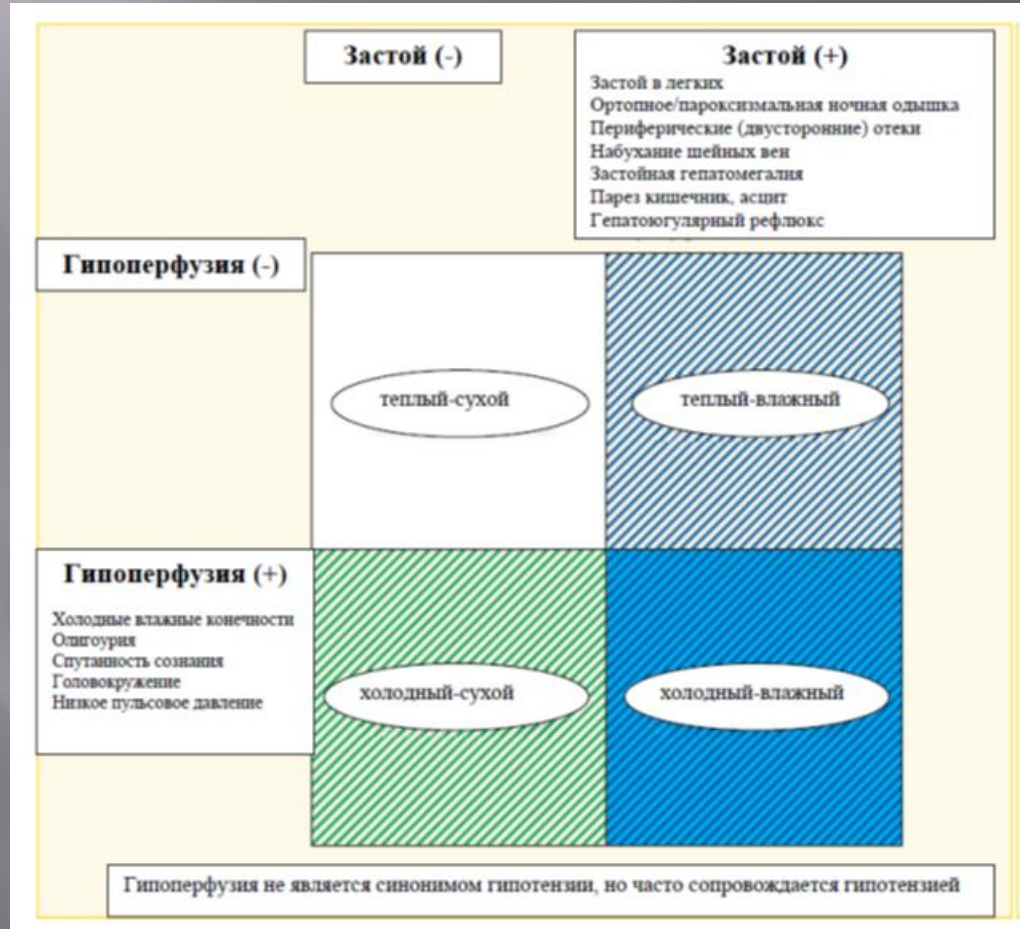 Застой (-)
Застой (+)
Застой в легких
Ортопное/пароксизмальная ночная одышка
Периферические (двусторонние) отеки
Набухание шейных вен
Застойная гепатомегалия
Парез кишечник, асцит
Гепатоюгулярный рефлюкс
Гипоперфузия (-)
теплый-сухой
теплый-влажный
Гипоперфузия (+)
Холодные влажные конечности
Олигоурия
Спутанность сознания
Головокружение
Низкое пульсовое давление
холодный-сухой
холодный-влажный
Гипоперфузия не является синонимом гипотензии, но часто сопровождается гипотензией